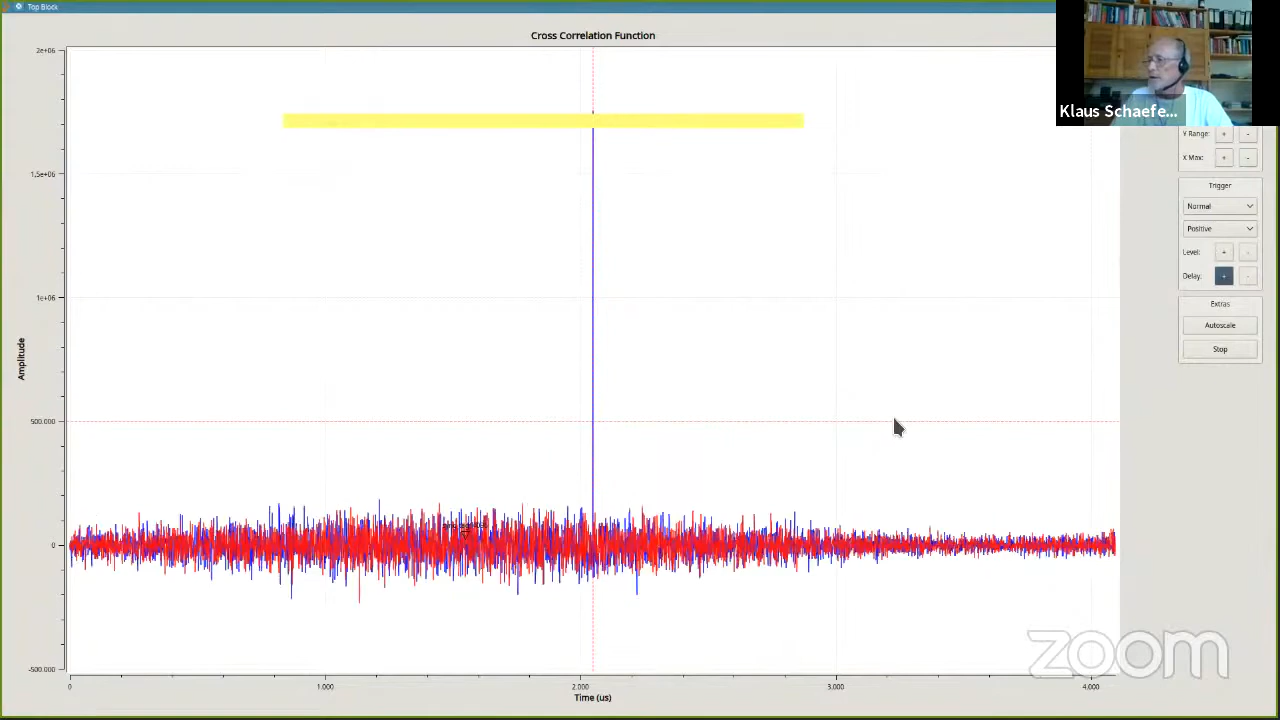 Top Block
Cross Correlation Function
Klaus Schaefe...
2e+06
1.5e+06
1e+06
500.000
0
-500.000
Amplitude
0
1.000
2.000
3.000
4.000
Time (us)
Y Range:
+
-
X Max:
+
-
Trigger
Normal
Positive
Level:
+
-
Delay:
+
-
Extras
Autoscale
Stop
zoom